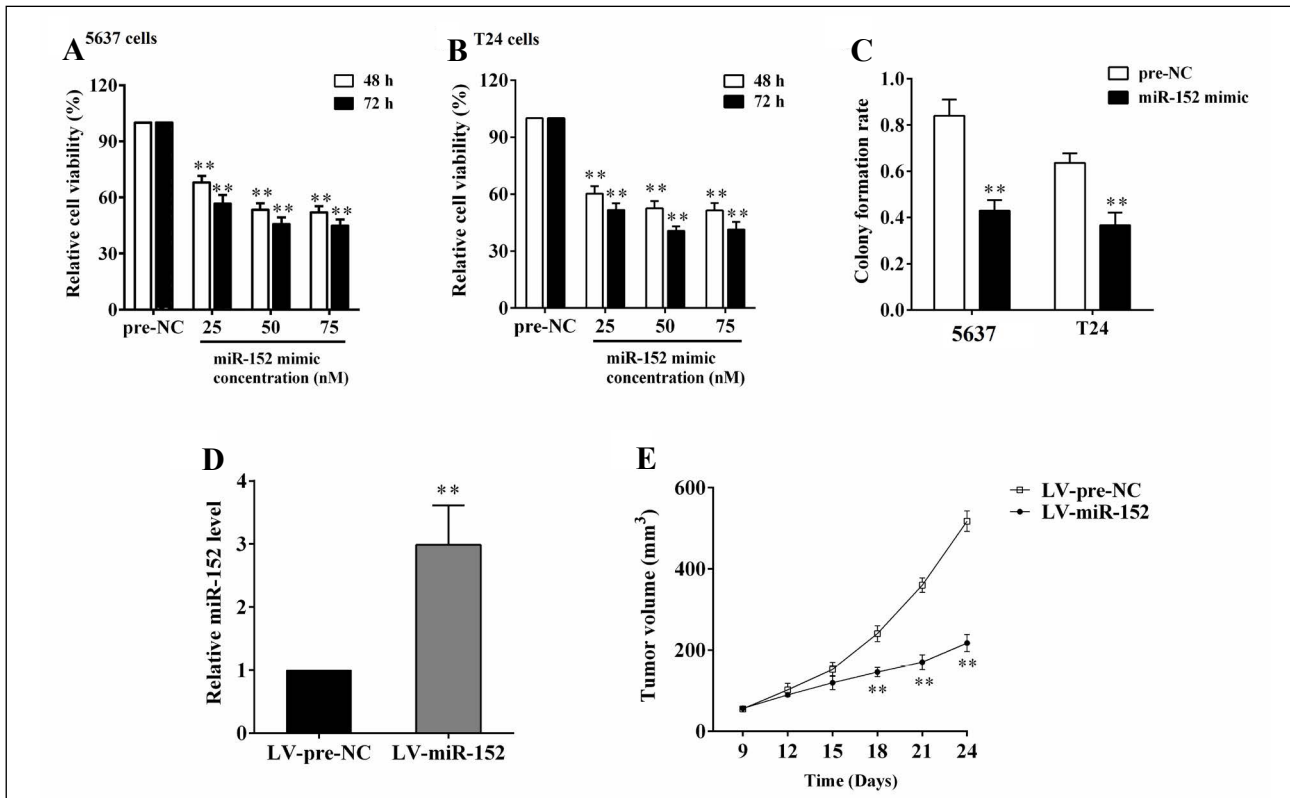 A 5637 cells
48 h
72 h
Relative cell viability (%)
120
90
60
30
0
** ** ** ** ** **
pre-NC 25 50 75
miR-152 mimic
concentration (nM)
B T24 cells
48 h
72 h
Relative cell viability (%)
120
90
60
30
0
** ** ** ** ** **
pre-NC 25 50 75
miR-152 mimic
concentration (nM)
C
pre-NC
miR-152 mimic
Colony formation rate
1.0
0.8
0.6
0.4
0.2
0.0
** **
5637 T24
D
Relative miR-152 level
4
3
2
1
0
**
LV-pre-NC LV-miR-152
E
LV-pre-NC
LV-miR-152
Tumor volume (mm³)
600
400
200
0
** ** **
9 12 15 18 21 24
Time (Days)